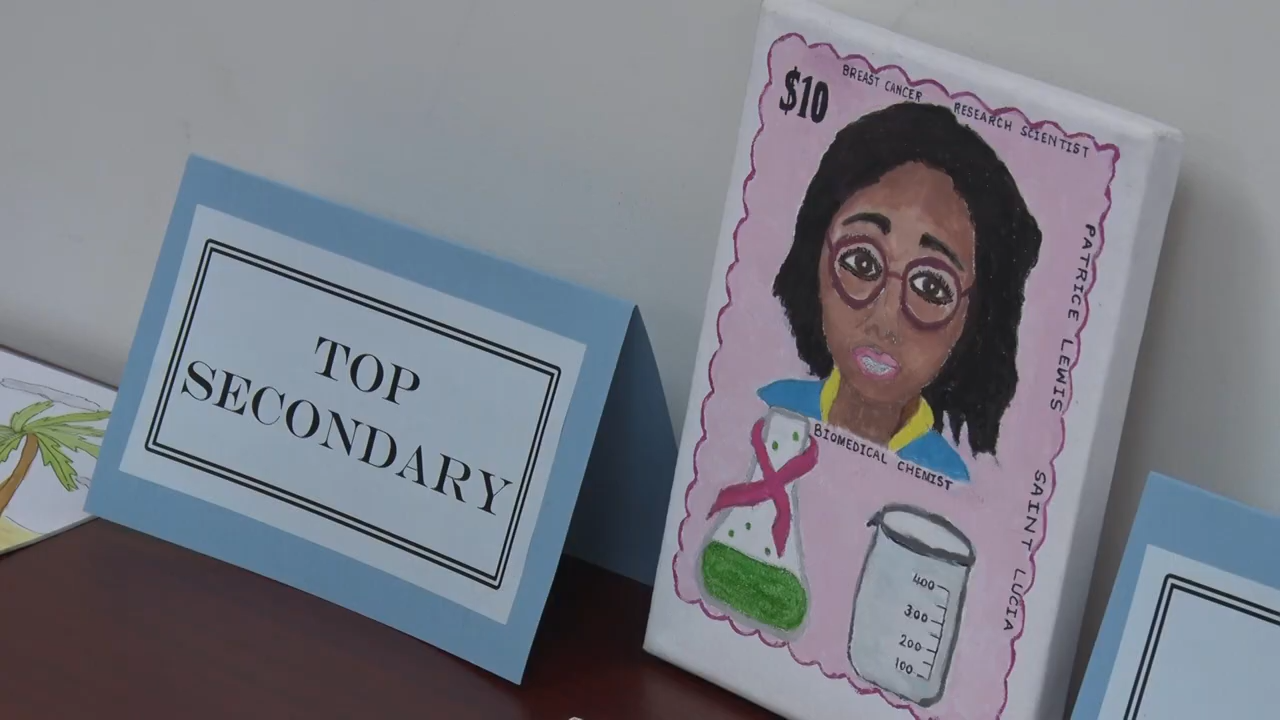 TOP
SECONDARY
$10
BREAST CANCER RESEARCH SCIENTIST
PATRICE LEWIS
SAINT LUCIA
BIOMEDICAL CHEMIST
400
300
200
100